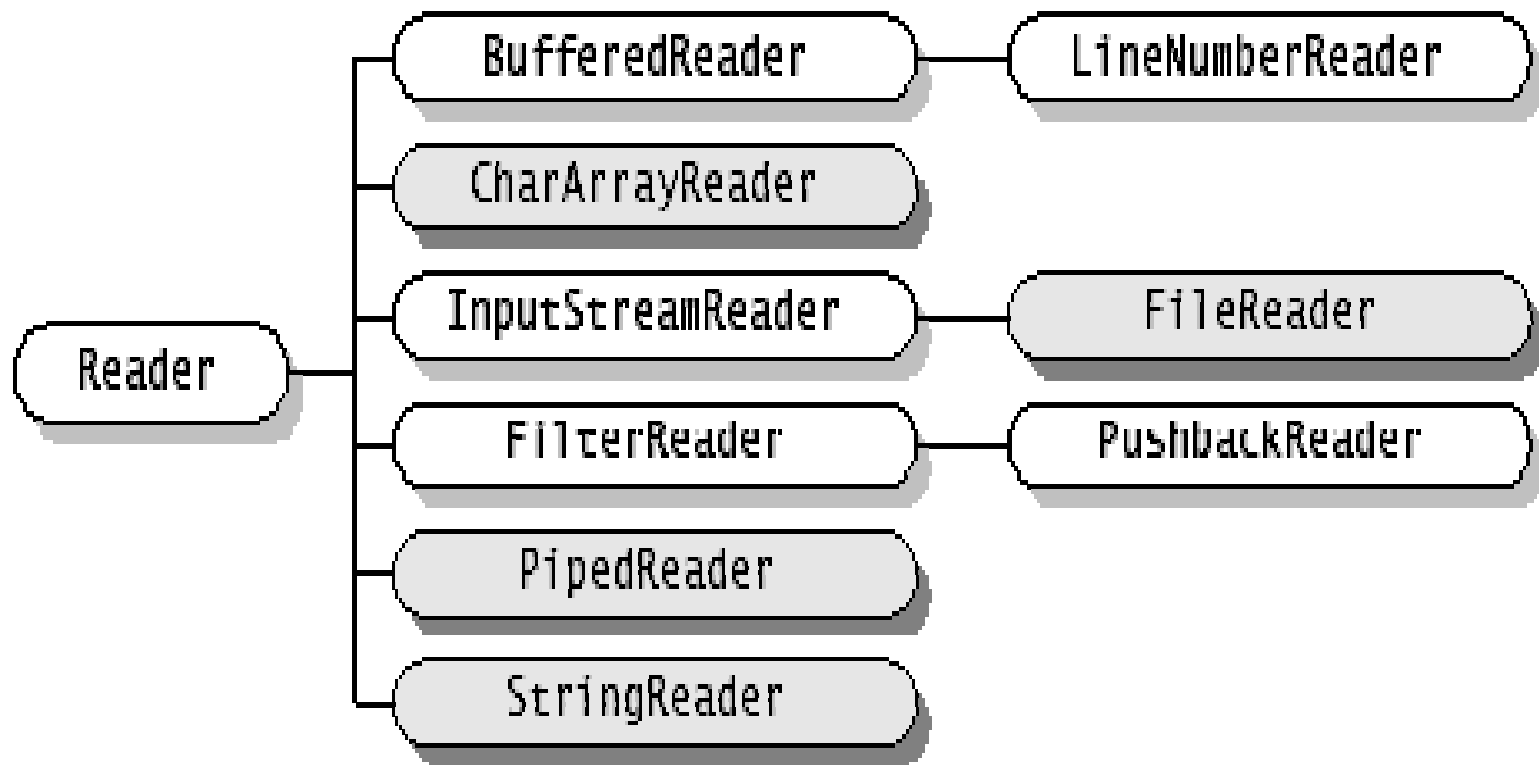 BufferedReader
LineNumberReader
CharArrayReader
InputStreamReader
FileReader
Reader
FilterReader
PushbackReader
PipedReader
StringReader